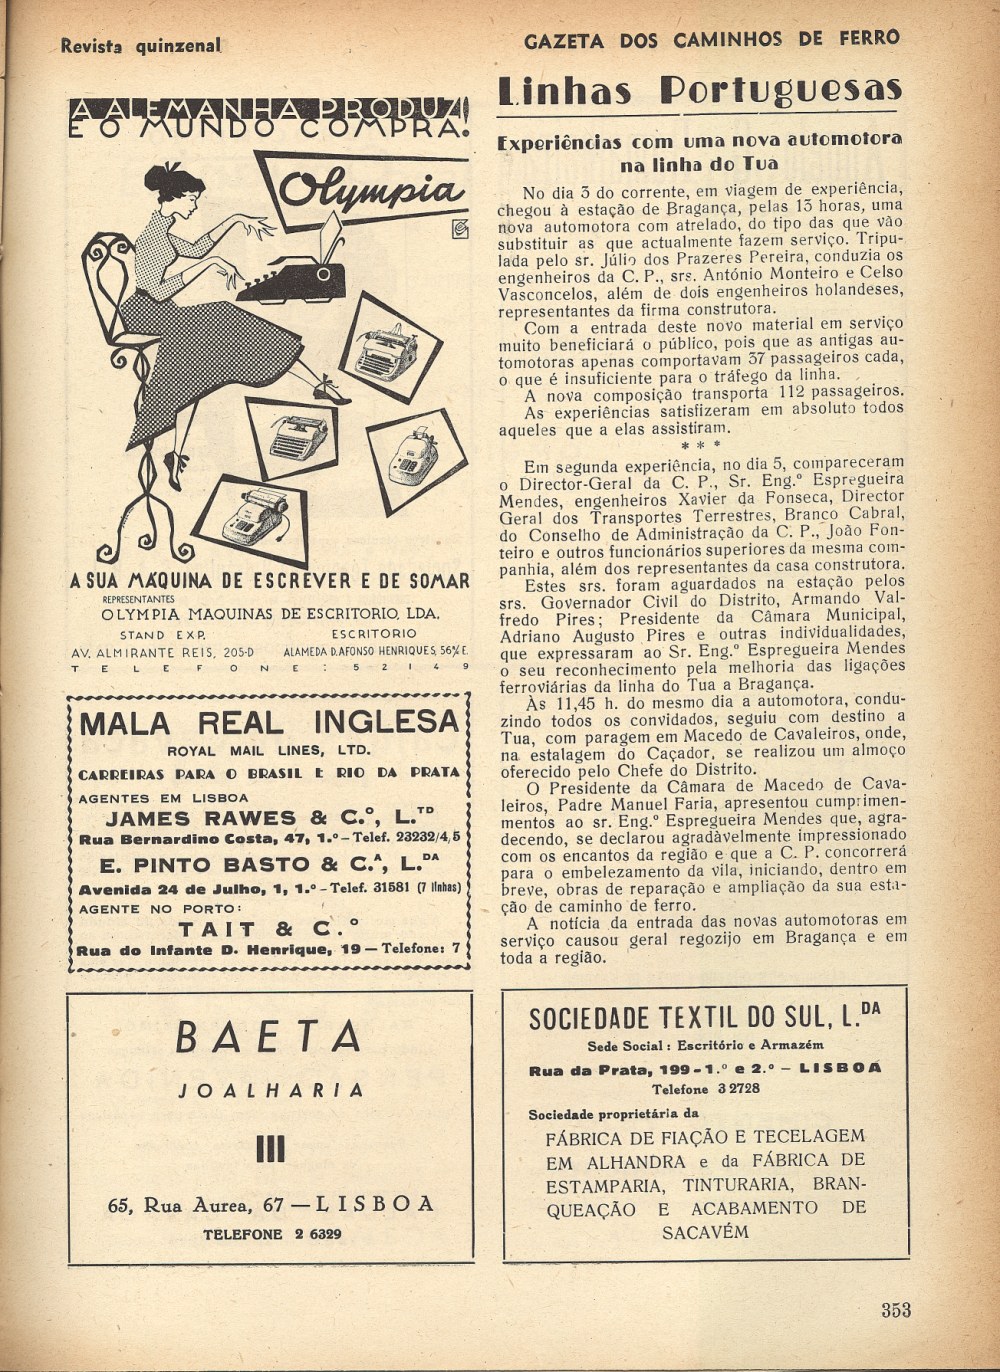 Revista quinzenal
GAZETA DOS CAMINHOS DE FERRO
A ALEMANHA PRODUZ!
E O MUNDO COMPRA!
Olympia
A SUA MÁQUINA DE ESCREVER E DE SOMAR
REPRESENTANTES
OLYMPIA MAQUINAS DE ESCRITORIO, LDA.
STAND EXP. ESCRITORIO
AV. ALMIRANTE REIS, 205-D ALAMEDA D. AFONSO HENRIQUES,
TELEFONE: 52149
MALA REAL INGLESA
ROYAL MAIL LINES, LTD.
CARREIRAS PARA O BRASIL E RIO DA PRATA
AGENTES EM LISBOA
JAMES RAWES & C.º, L.TD
Rua Bernardino Costa, 47, 1.º – Telef. 23232/4,5
E. PINTO BASTO & C.ª, L.DA
Avenida 24 de Julho, 1, 1.º – Telef. 31581 (7 linhas)
AGENTE NO PORTO:
TAIT & C.º
Rua do Infante D. Henrique, 19 — Telefone: 7
BAETA
JOALHARIA
65, Rua Aurea, 67 — LISBOA
TELEFONE 2 6329
Linhas Portuguesas
Experiências com uma nova automotora
na linha do Tua
No dia 3 do corrente, em viagem de experiência,
chegou à estação de Bragança, pelas 13 horas, uma
nova automotora com atrelado, do tipo das que vão
substituir as que actualmente fazem serviço. Tripu-
lada pelo sr. Júlio dos Prazeres Pereira, conduzia os
engenheiros da C. P., srs. António Monteiro e Celso
Vasconcelos, além de dois engenheiros holandeses,
representantes da firma construtora.
Com a entrada deste novo material em serviço
muito beneficiará o público, pois que as antigas au-
tomotoras apenas comportavam 37 passageiros cada,
o que é insuficiente para o tráfego da linha.
A nova composição transporta 112 passageiros.
As experiências satisfizeram em absoluto todos
aqueles que a elas assistiram.
* * *
Em segunda experiência, no dia 5, compareceram
o Director-Geral da C. P., Sr. Eng.º Espregueira
Mendes, engenheiros Xavier da Fonseca, Director
Geral dos Transportes Terrestres, Branco Cabral,
do Conselho de Administração da C. P., João Fon-
teiro e outros funcionários superiores da mesma com-
panhia, além dos representantes da casa construtora.
Estes srs. foram aguardados na estação pelos
srs. Governador Civil do Distrito, Armando Val-
fredo Pires; Presidente da Câmara Municipal,
Adriano Augusto Pires e outras individualidades,
que expressaram ao Sr. Eng.º Espregueira Mendes
o seu reconhecimento pela melhoria das ligações
ferroviárias da linha do Tua a Bragança.
Às 11,45 h. do mesmo dia a automotora, condu-
zindo todos os convidados, seguiu com destino a
Tua, com paragem em Macedo de Cavaleiros, onde,
na estalagem do Caçador, se realizou um almoço
oferecido pelo Chefe do Distrito.
O Presidente da Câmara de Macedo de Cava-
leiros, Padre Manuel Faria, apresentou cumprimen-
mentos ao sr. Eng.º Espregueira Mendes que, agra-
decendo, se declarou agradàvelmente impressionado
com os encantos da região e que a C. P. concorrerá
para o embelezamento da vila, iniciando, dentro em
breve, obras de reparação e ampliação da sua esta-
ção de caminho de ferro.
A notícia da entrada das novas automotoras em
serviço causou geral regozijo em Bragança e em
toda a região.
SOCIEDADE TEXTIL DO SUL, L.DA
Sede Social: Escritório e Armazém
Rua da Prata, 199-1.º e 2.º – LISBOA
Telefone 3 2728
Sociedade proprietária da
FÁBRICA DE FIAÇÃO E TECELAGEM
EM ALHANDRA e da FÁBRICA DE
ESTAMPARIA, TINTURARIA, BRAN-
QUEAÇÃO E ACABAMENTO DE
SACAVÉM
353